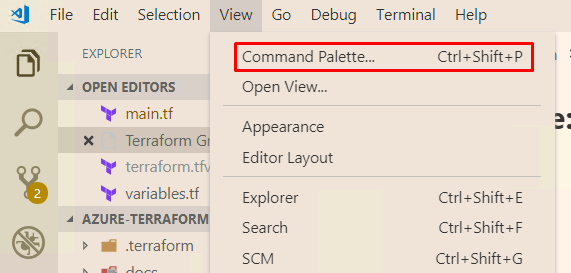 File Edit Selection View Go Debug Terminal Help
EXPLORER
OPEN EDITORS
main.tf
Terraform Gr
terraform.tfv
variables.tf
AZURE-TERRAFORM
.terraform
docs
2
Command Palette... Ctrl+Shift+P
Open View...
Appearance
Editor Layout
Explorer Ctrl+Shift+E
Search Ctrl+Shift+F
SCM Ctrl+Shift+G
e: